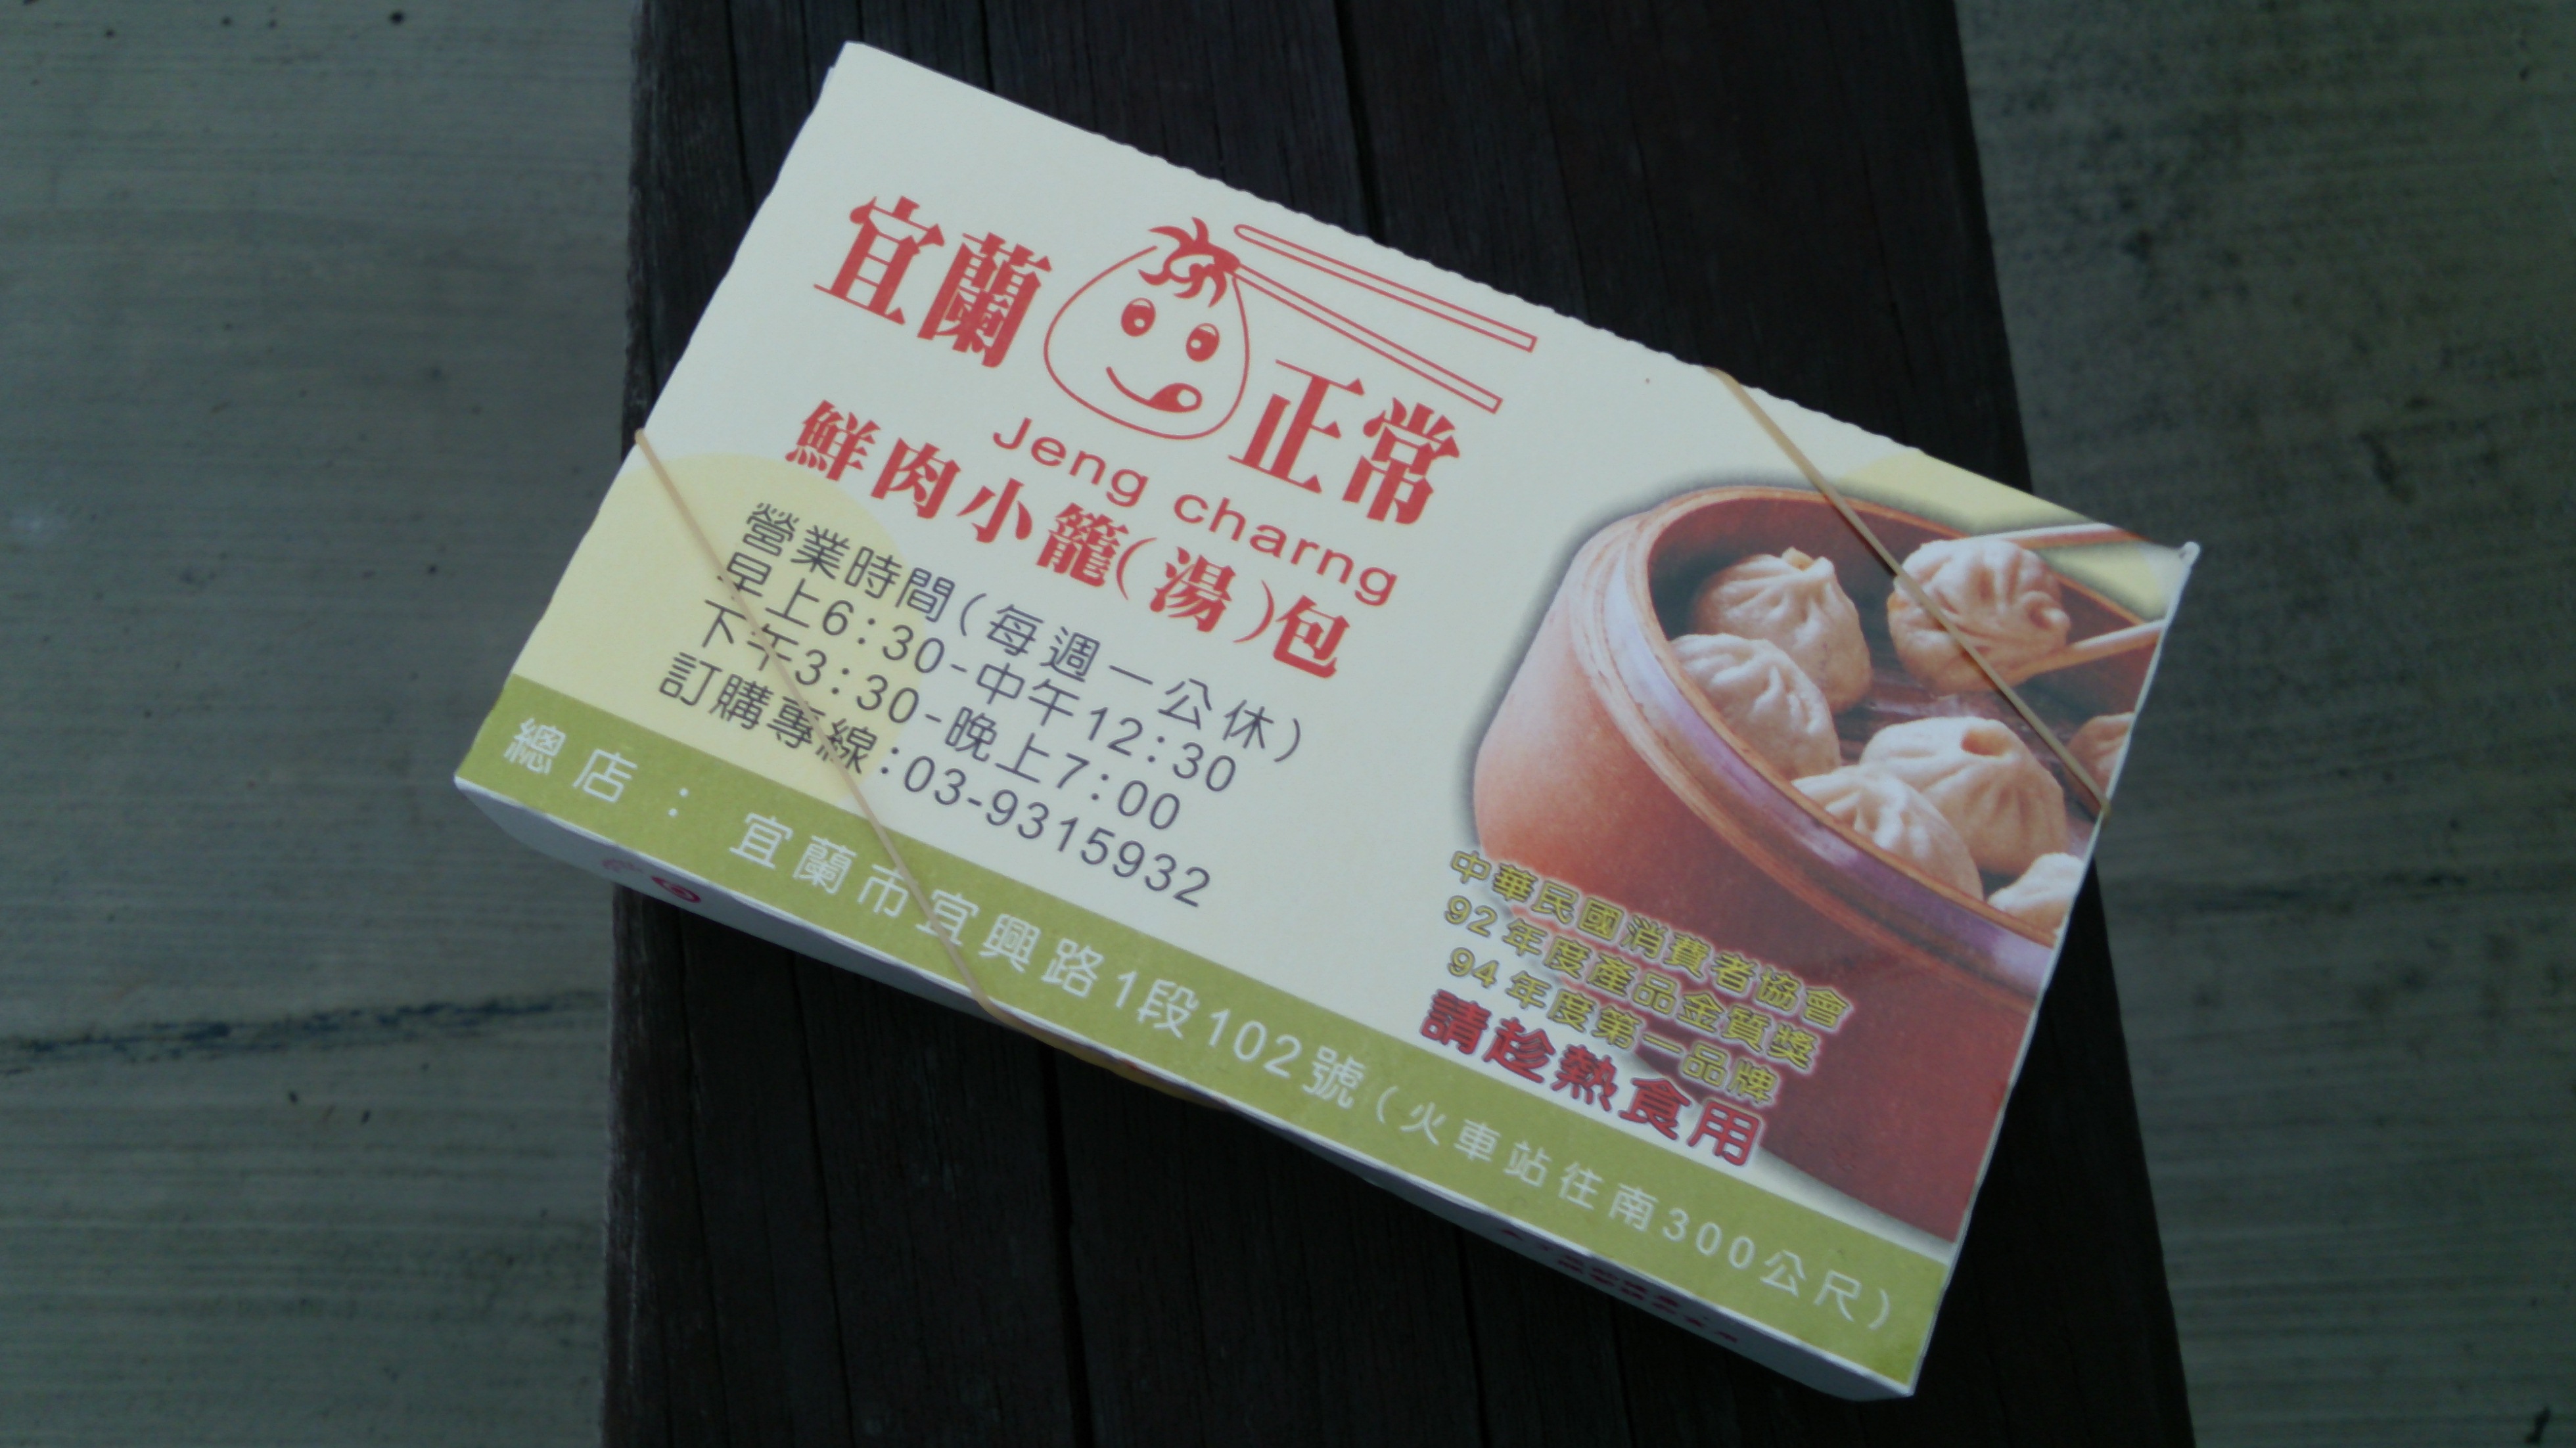 宜蘭 正常
Jeng charng
鮮肉小籠(湯)包
營業時間(每週一公休)
早上6:30-中午12:30
下午3:30-晚上7:00
訂購專線:03-9315932
中華民國消費者協會
92年度產品金質獎
94年度第一品牌
請趁熱食用
總店: 宜蘭市宜興路1段102號(火車站往南300公尺)